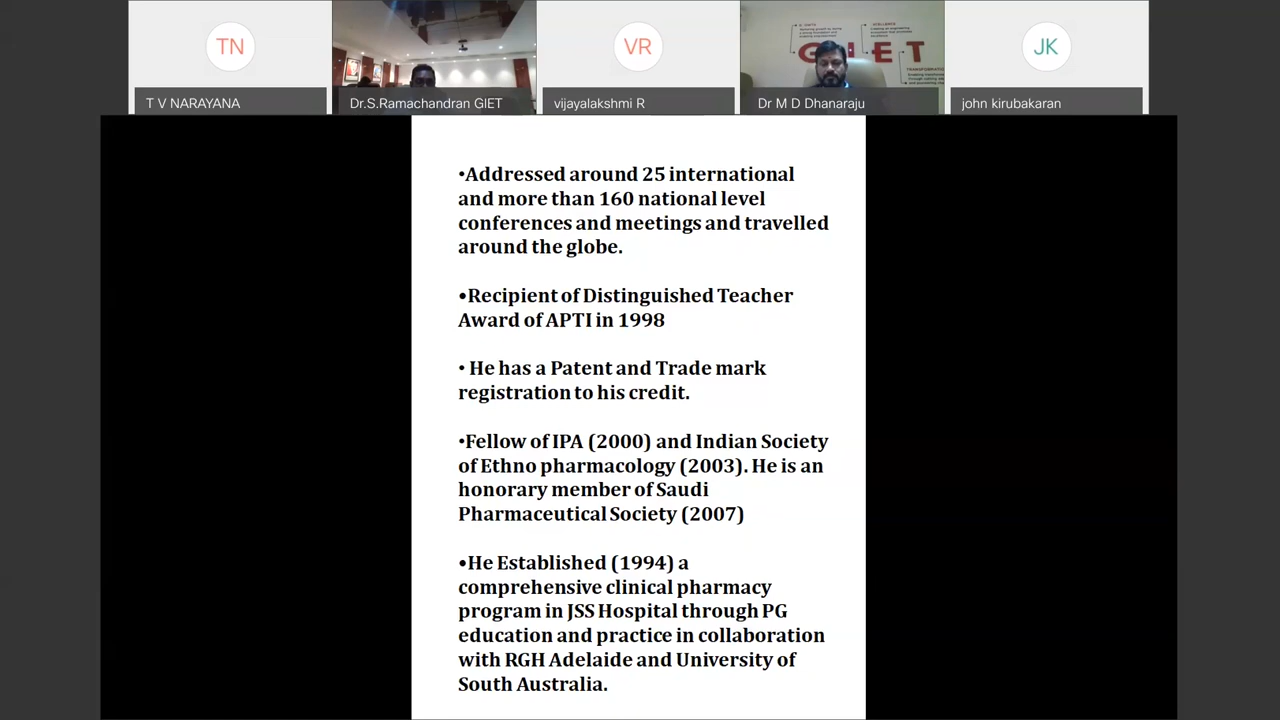 TN
VR
JK
G I E T
T V NARAYANA
Dr.S.Ramachandran GIET
vijayalakshmi R
Dr M D Dhanaraju
john kirubakaran
•Addressed around 25 international
and more than 160 national level
conferences and meetings and travelled
around the globe.
•Recipient of Distinguished Teacher
Award of APTI in 1998
• He has a Patent and Trade mark
registration to his credit.
•Fellow of IPA (2000) and Indian Society
of Ethno pharmacology (2003). He is an
honorary member of Saudi
Pharmaceutical Society (2007)
•He Established (1994) a
comprehensive clinical pharmacy
program in JSS Hospital through PG
education and practice in collaboration
with RGH Adelaide and University of
South Australia.